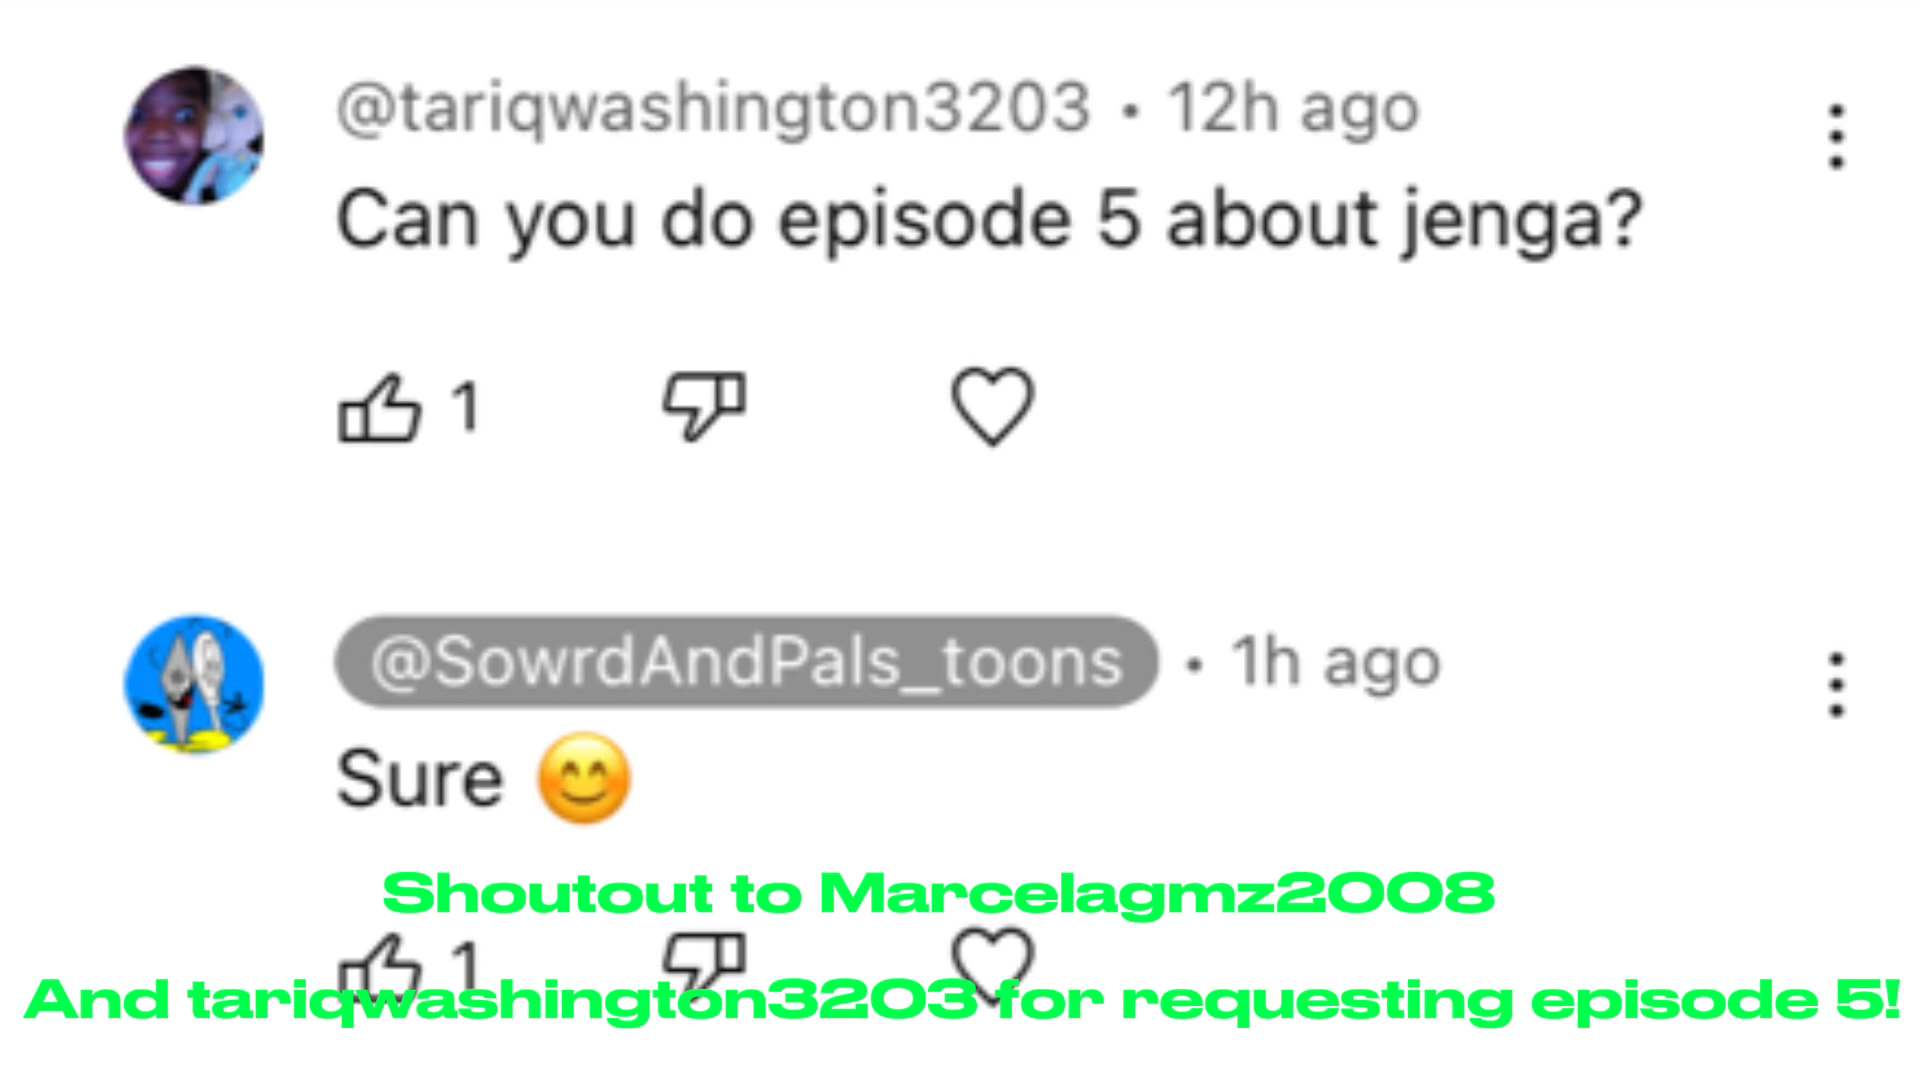 @tariqwashington3203 • 12h ago
Can you do episode 5 about jenga?
1
@SowrdAndPals_toons • 1h ago
Sure 😊
Shoutout to Marcelagmz2008
1
And tariqwashington3203 for requesting episode 5!